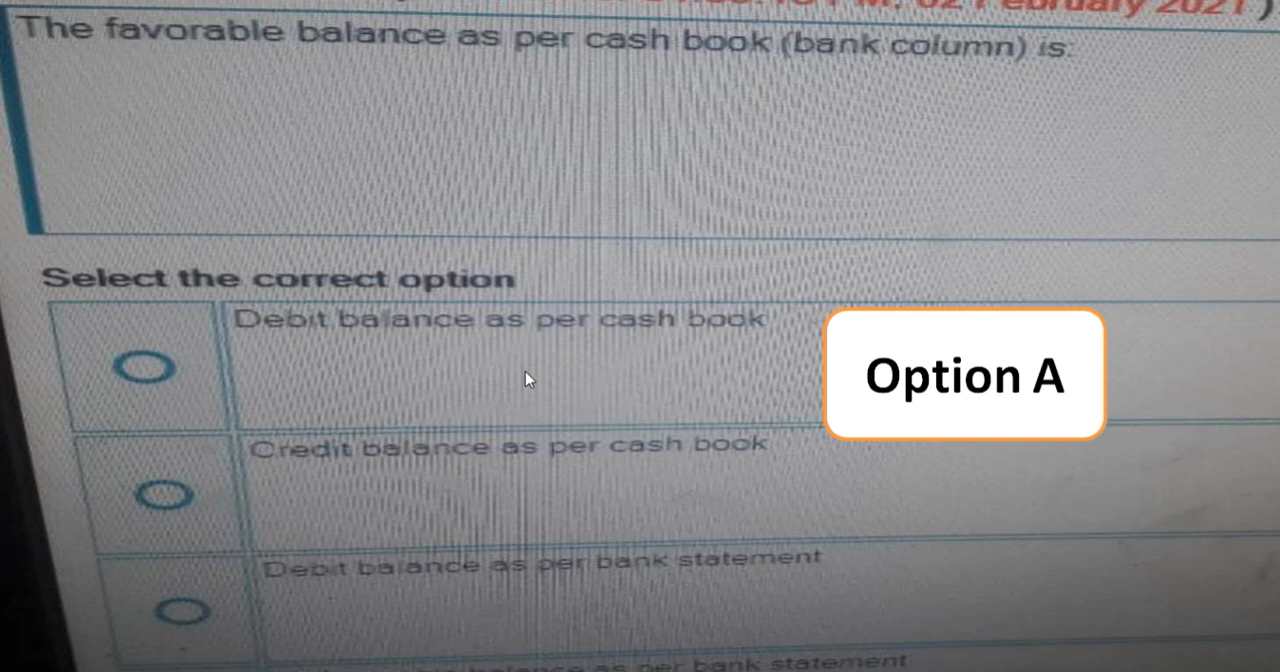 February 2021 )
The favorable balance as per cash book (bank column) is:
Select the correct option
Debit balance as per cash book
Option A
Credit balance as per cash book
Debit balance as per bank statement
balance as per bank statement